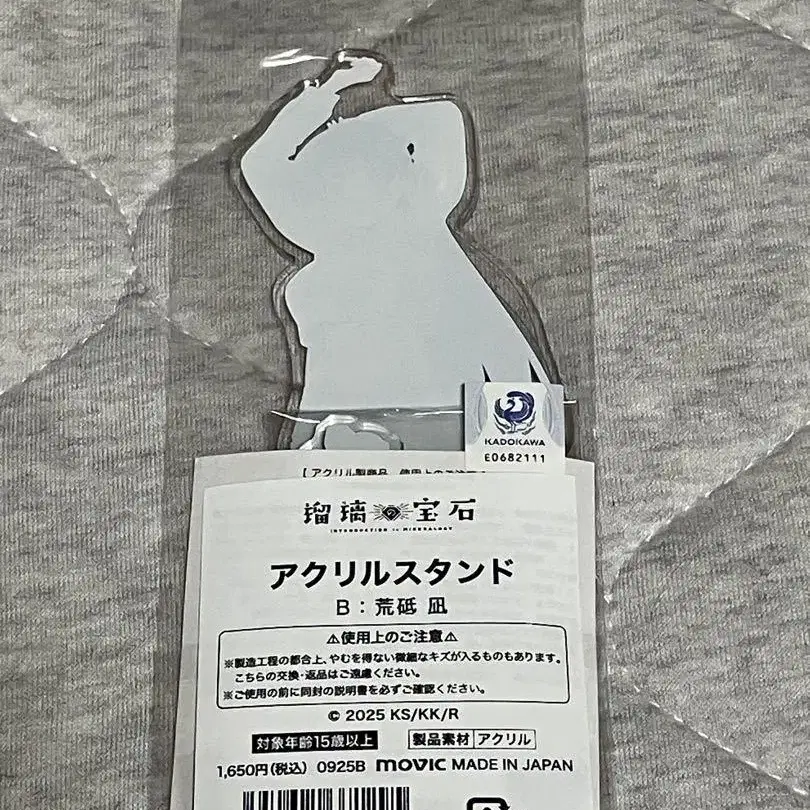 KADOKAWA
E0682111
【アクリル製商品 使用上のご注意
瑠璃の宝石
INTRODUCTION to MINERALOGY
アクリルスタンド
B：荒砥 凪
⚠使用上のご注意⚠
※製造工程の都合上、やむを得ない微細なキズが入るものもあります。
こちらの交換・返品はご遠慮ください。
※ご使用の前に同封の説明書を必ずご確認ください。
© 2025 KS/KK/R
対象年齢15歳以上 製品素材 アクリル
1,650円(税込) 0925B movic MADE IN JAPAN